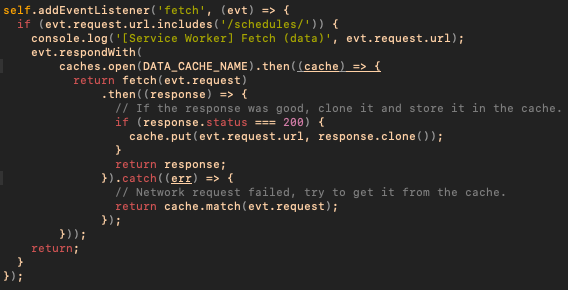 self.addEventListener('fetch', (evt) => {
  if (evt.request.url.includes('/schedules/')) {
    console.log('[Service Worker] Fetch (data)', evt.request.url);
    evt.respondWith(
        caches.open(DATA_CACHE_NAME).then((cache) => {
          return fetch(evt.request)
              .then((response) => {
                // If the response was good, clone it and store it in the cache.
                if (response.status === 200) {
                  cache.put(evt.request.url, response.clone());
                }
                return response;
              }).catch((err) => {
                // Network request failed, try to get it from the cache.
                return cache.match(evt.request);
              });
        }));
    return;
  }
});